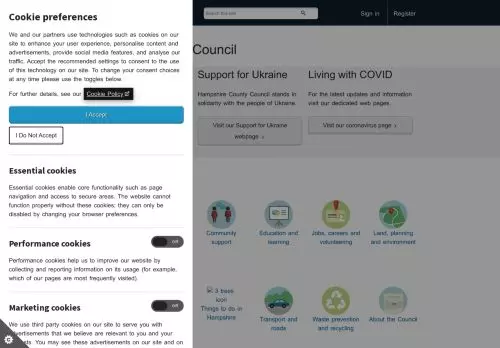 Cookie preferences
We and our partners use technologies such as cookies on our
site to enhance your user experience, personalise content and
advertisements, provide social media features, and analyse our
traffic. Accept the recommended settings to consent to the use
of this technology on our site. To change your consent choices
at any time please use the toggles below.
For further details, see our Cookie Policy
I Accept
I Do Not Accept
Essential cookies
Essential cookies enable core functionality such as page
navigation and access to secure areas. The website cannot
function properly without these cookies; they can only be
disabled by changing your browser preferences.
Performance cookies
Off
Performance cookies help us to improve our website by
collecting and reporting information on its usage (for example,
which of our pages are most frequently visited).
Marketing cookies
Off
We use third party cookies on our site to serve you with
advertisements that we believe are relevant to you and your
You may see these advertisements on our site and on
Search this site
Sign in
Register
Council
Support for Ukraine
Hampshire County Council stands in
solidarity with the people of Ukraine.
Visit our Support for Ukraine
webpage
Living with COVID
For the latest updates and information
visit our dedicated web pages.
Visit our coronavirus page
Community
support
Education and
learning
Jobs, careers and
volunteering
Land, planning
and environment
3 trees
icon
Things to do in
Hampshire
Transport and
roads
Waste prevention
and recycling
About the Council